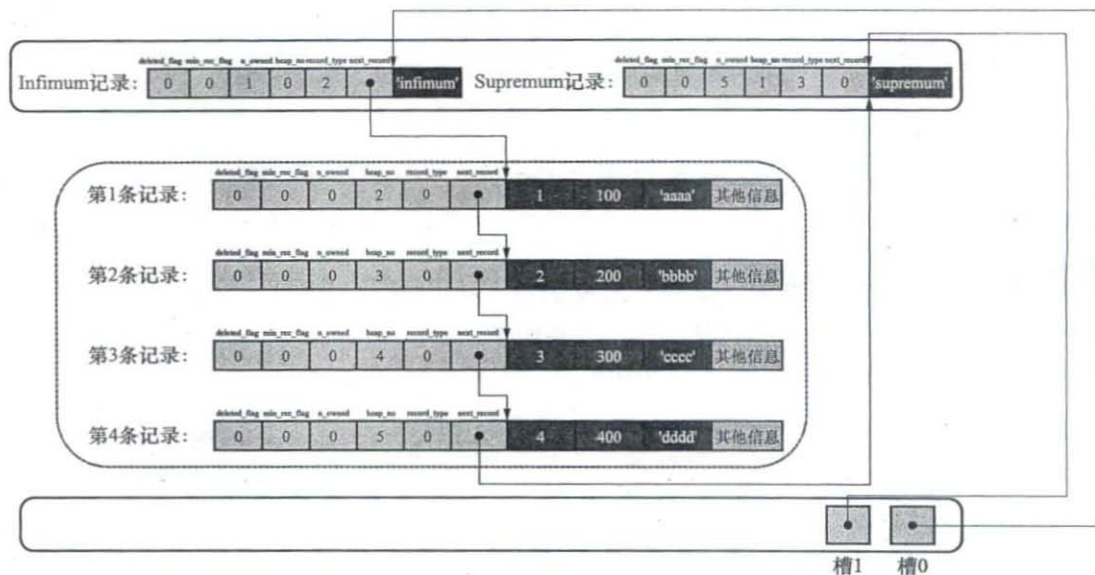 deleted_flag min_rec_flag n_owned heap_no record_type next_record deleted_flag min_rec_flag n_owned heap_no record_type next_record
Infimum记录: 0 0 1 0 2 'infimum' Supremum记录: 0 0 5 1 3 0 'supremum'
deleted_flag min_rec_flag n_owned heap_no record_type next_record
第1条记录: 0 0 0 2 0 1 100 'aaaa' 其他信息
deleted_flag min_rec_flag n_owned heap_no record_type next_record
第2条记录: 0 0 0 3 0 2 200 'bbbb' 其他信息
deleted_flag min_rec_flag n_owned heap_no record_type next_record
第3条记录: 0 0 0 4 0 3 300 'cccc' 其他信息
deleted_flag min_rec_flag n_owned heap_no record_type next_record
第4条记录: 0 0 0 5 0 4 400 'dddd' 其他信息
槽1 槽0